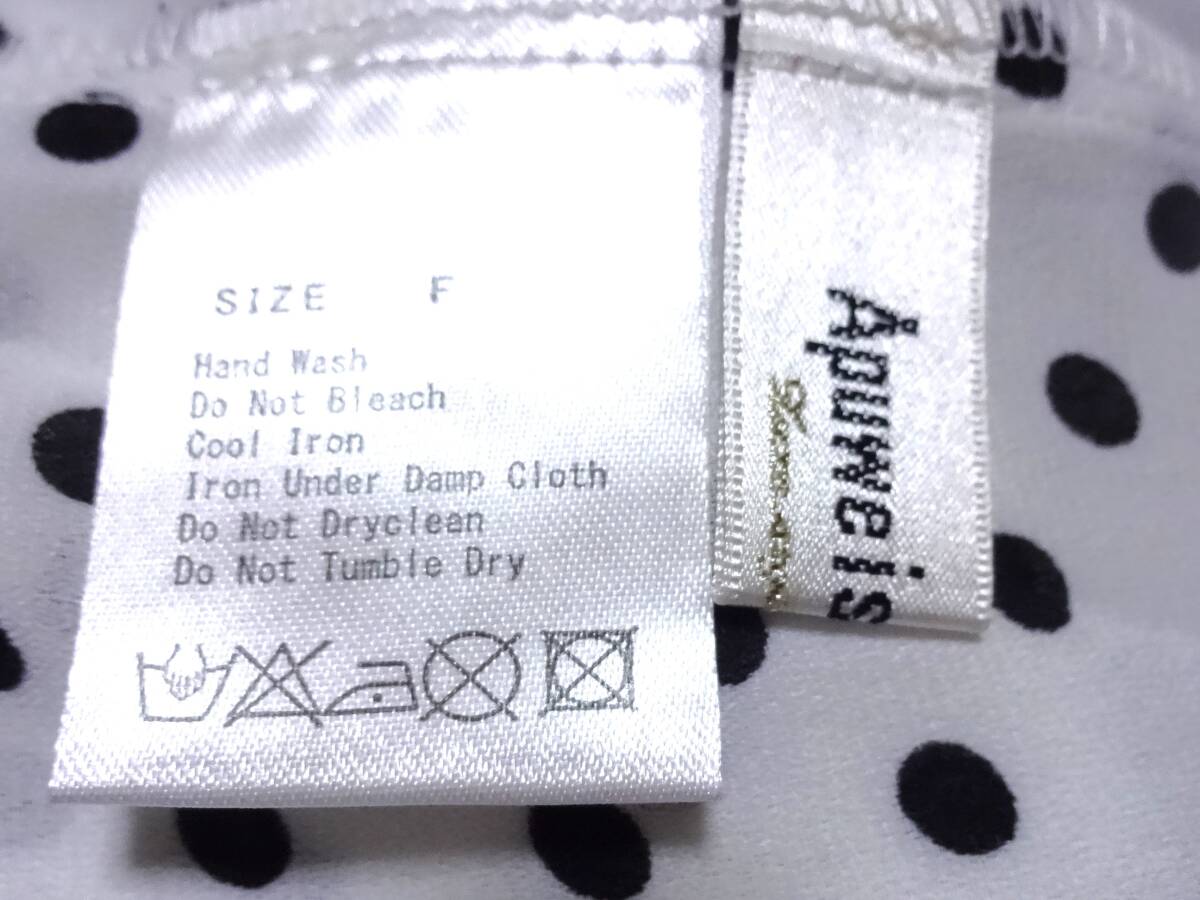 SIZE F
Hand Wash
Do Not Bleach
Cool Iron
Iron Under Damp Cloth
Do Not Dryclean
Do Not Tumble Dry
Apuweis